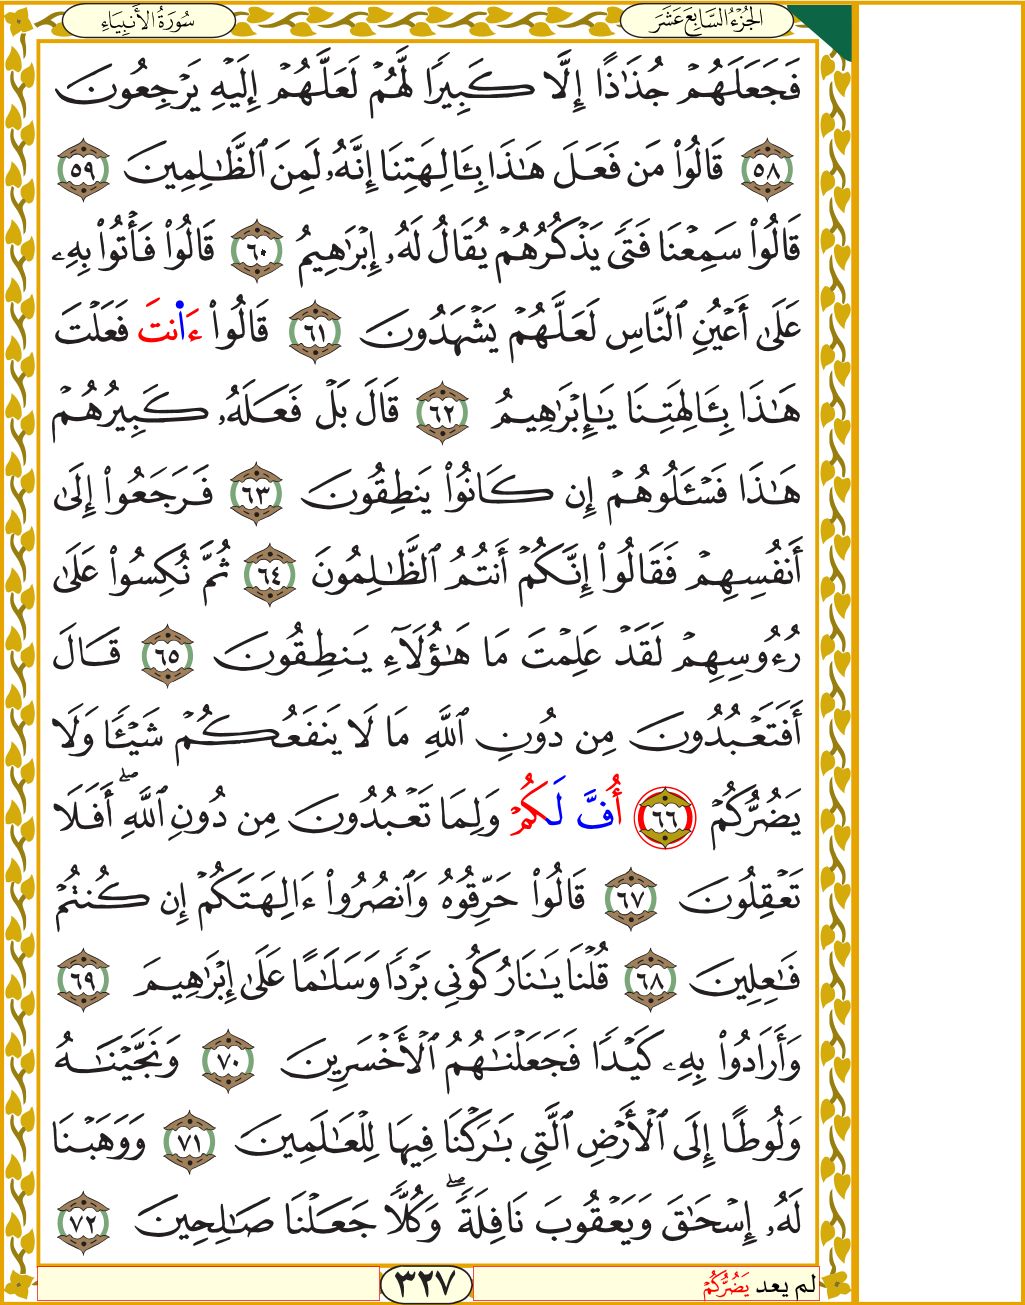 الجُزْءُ السَّابِعَ عَشَرَ
سُورَةُ الأَنبِيَاءِ
فَجَعَلَهُمْ جُذَٰذًا إِلَّا كَبِيرًا لَّهُمْ لَعَلَّهُمْ إِلَيْهِ يَرْجِعُونَ
٥٨ قَالُواْ مَن فَعَلَ هَٰذَا بِـَٔالِهَتِنَا إِنَّهُۥ لَمِنَ ٱلظَّٰلِمِينَ ٥٩
قَالُواْ سَمِعْنَا فَتًى يَذْكُرُهُمْ يُقَالُ لَهُۥ إِبْرَٰهِيمُ ٦٠ قَالُواْ فَأْتُواْ بِهِۦ
عَلَىٰٓ أَعْيُنِ ٱلنَّاسِ لَعَلَّهُمْ يَشْهَدُونَ ٦١ قَالُواْ ءَا۬نتَ فَعَلْتَ
هَٰذَا بِـَٔالِهَتِنَا يَٰٓإِبْرَٰهِيمُ ٦٢ قَالَ بَلْ فَعَلَهُۥ كَبِيرُهُمْ
هَٰذَا فَسْـَٔلُوهُمْ إِن كَانُواْ يَنطِقُونَ ٦٣ فَرَجَعُوٓاْ إِلَىٰٓ
أَنفُسِهِمْ فَقَالُوٓاْ إِنَّكُمْ أَنتُمُ ٱلظَّٰلِمُونَ ٦٤ ثُمَّ نُكِسُواْ عَلَىٰ
رُءُوسِهِمْ لَقَدْ عَلِمْتَ مَا هَٰٓؤُلَآءِ يَنطِقُونَ ٦٥ قَالَ
أَفَتَعْبُدُونَ مِن دُونِ ٱللَّهِ مَا لَا يَنفَعُكُمْ شَيْـًٔا وَلَا
يَضُرُّكُمْ ٦٦ أُفَّ لَكُمْ وَلِمَا تَعْبُدُونَ مِن دُونِ ٱللَّهِۖ أَفَلَا
تَعْقِلُونَ ٦٧ قَالُواْ حَرِّقُوهُ وَٱنصُرُوٓاْ ءَالِهَتَكُمْ إِن كُنتُمْ
فَٰعِلِينَ ٦٨ قُلْنَا يَٰنَارُ كُونِي بَرْدًا وَسَلَٰمًا عَلَىٰٓ إِبْرَٰهِيمَ ٦٩
وَأَرَادُواْ بِهِۦ كَيْدًا فَجَعَلْنَٰهُمُ ٱلْأَخْسَرِينَ ٧٠ وَنَجَّيْنَٰهُ
وَلُوطًا إِلَى ٱلْأَرْضِ ٱلَّتِي بَٰرَكْنَا فِيهَا لِلْعَٰلَمِينَ ٧١ وَوَهَبْنَا
لَهُۥٓ إِسْحَٰقَ وَيَعْقُوبَ نَافِلَةًۖ وَكُلًّا جَعَلْنَا صَٰلِحِينَ ٧٢
لم يعد يَضُرُّكُمْ
٣٢٧